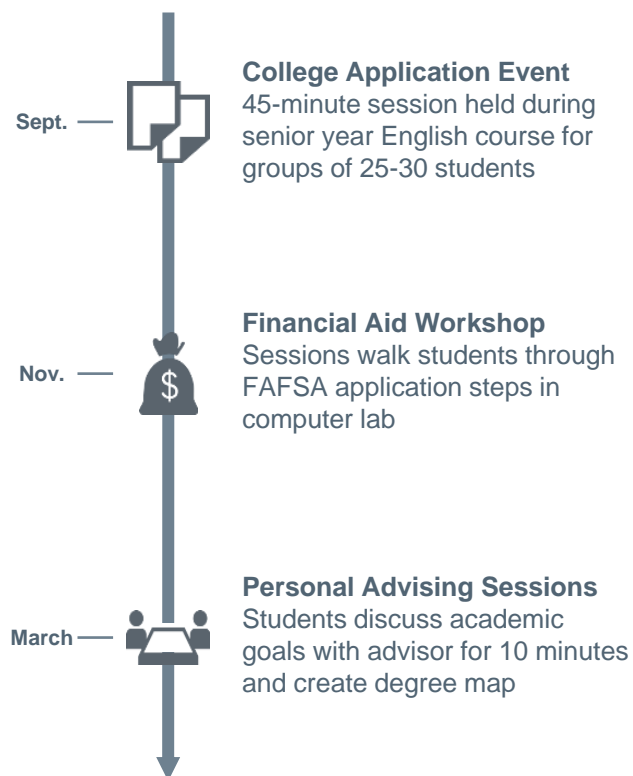 Sept.
College Application Event
45-minute session held during
senior year English course for
groups of 25-30 students
Nov.
$
Financial Aid Workshop
Sessions walk students through
FAFSA application steps in
computer lab
March
Personal Advising Sessions
Students discuss academic
goals with advisor for 10 minutes
and create degree map